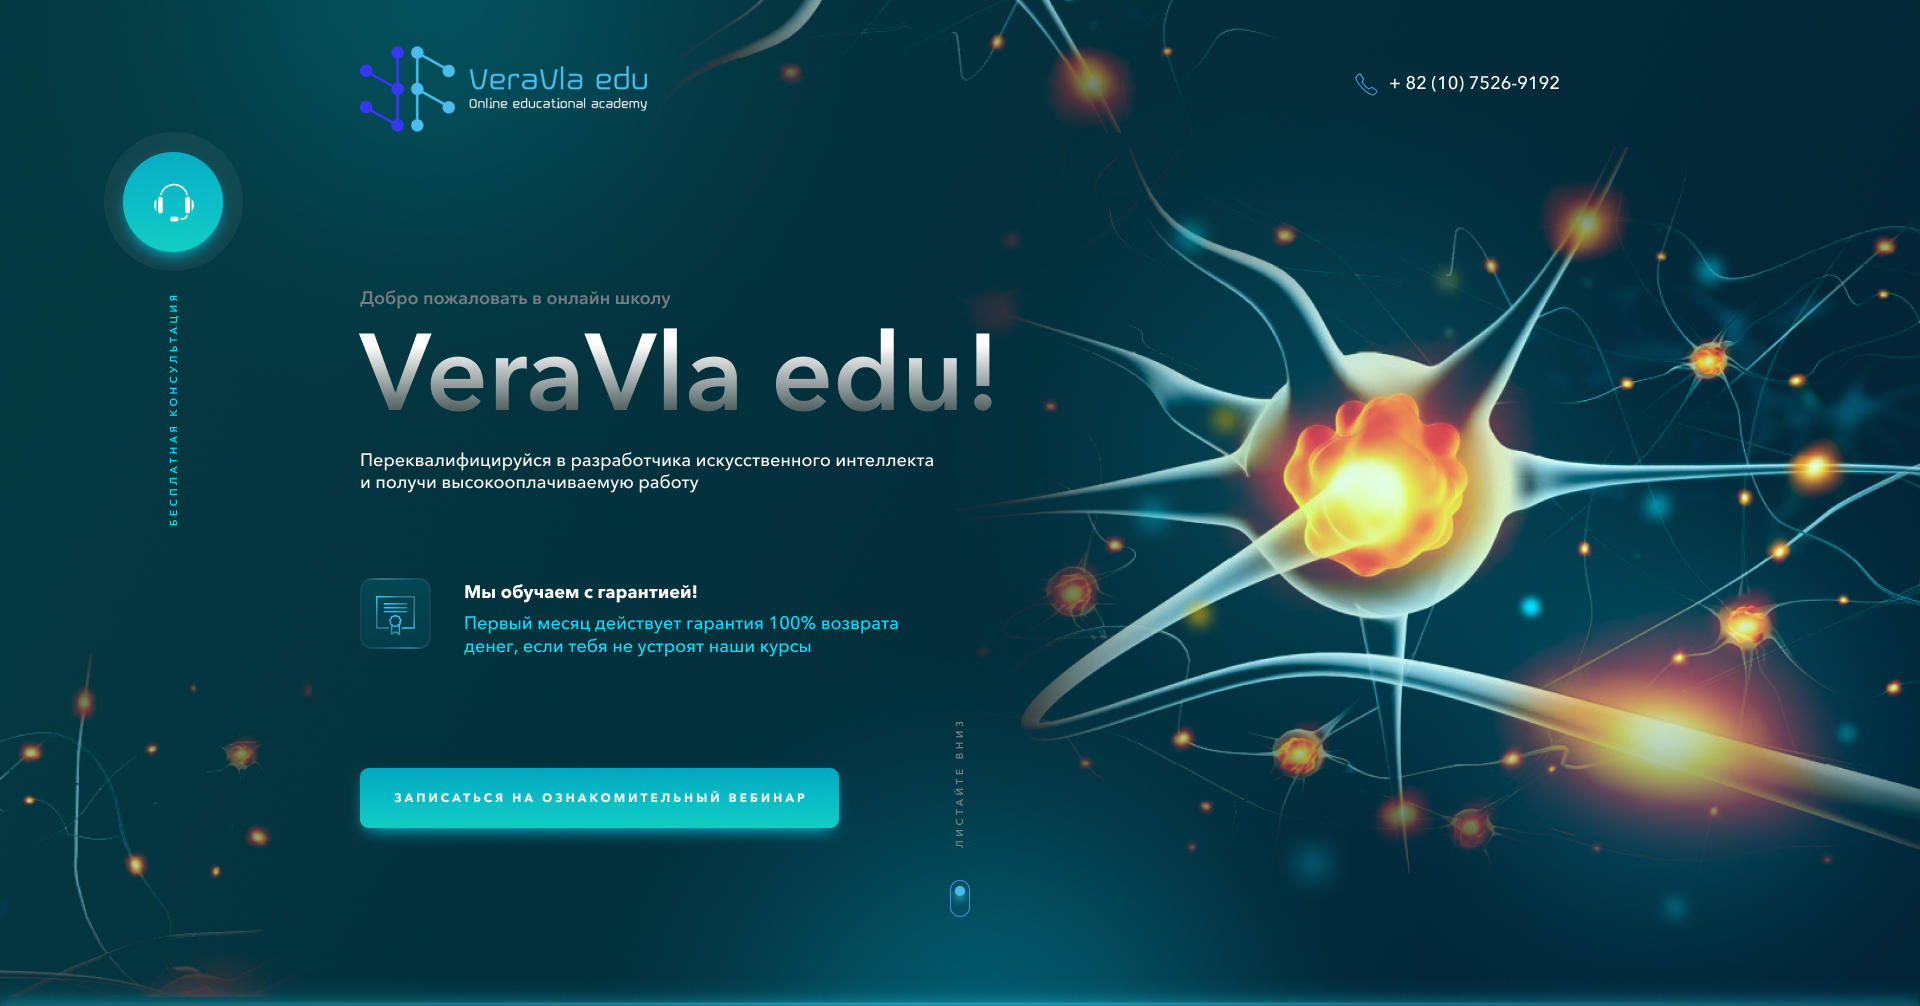 VeraVla edu
Online educational academy
+ 82 (10) 7526-9192
БЕСПЛАТНАЯ КОНСУЛЬТАЦИЯ
Добро пожаловать в онлайн школу
VeraVla edu!
Переквалифицируйся в разработчика искусственного интеллекта
и получи высокооплачиваемую работу
Мы обучаем с гарантией!
Первый месяц действует гарантия 100% возврата
денег, если тебя не устроят наши курсы
ЗАПИСАТЬСЯ НА ОЗНАКОМИТЕЛЬНЫЙ ВЕБИНАР
ЛИСТАЙТЕ ВНИЗ